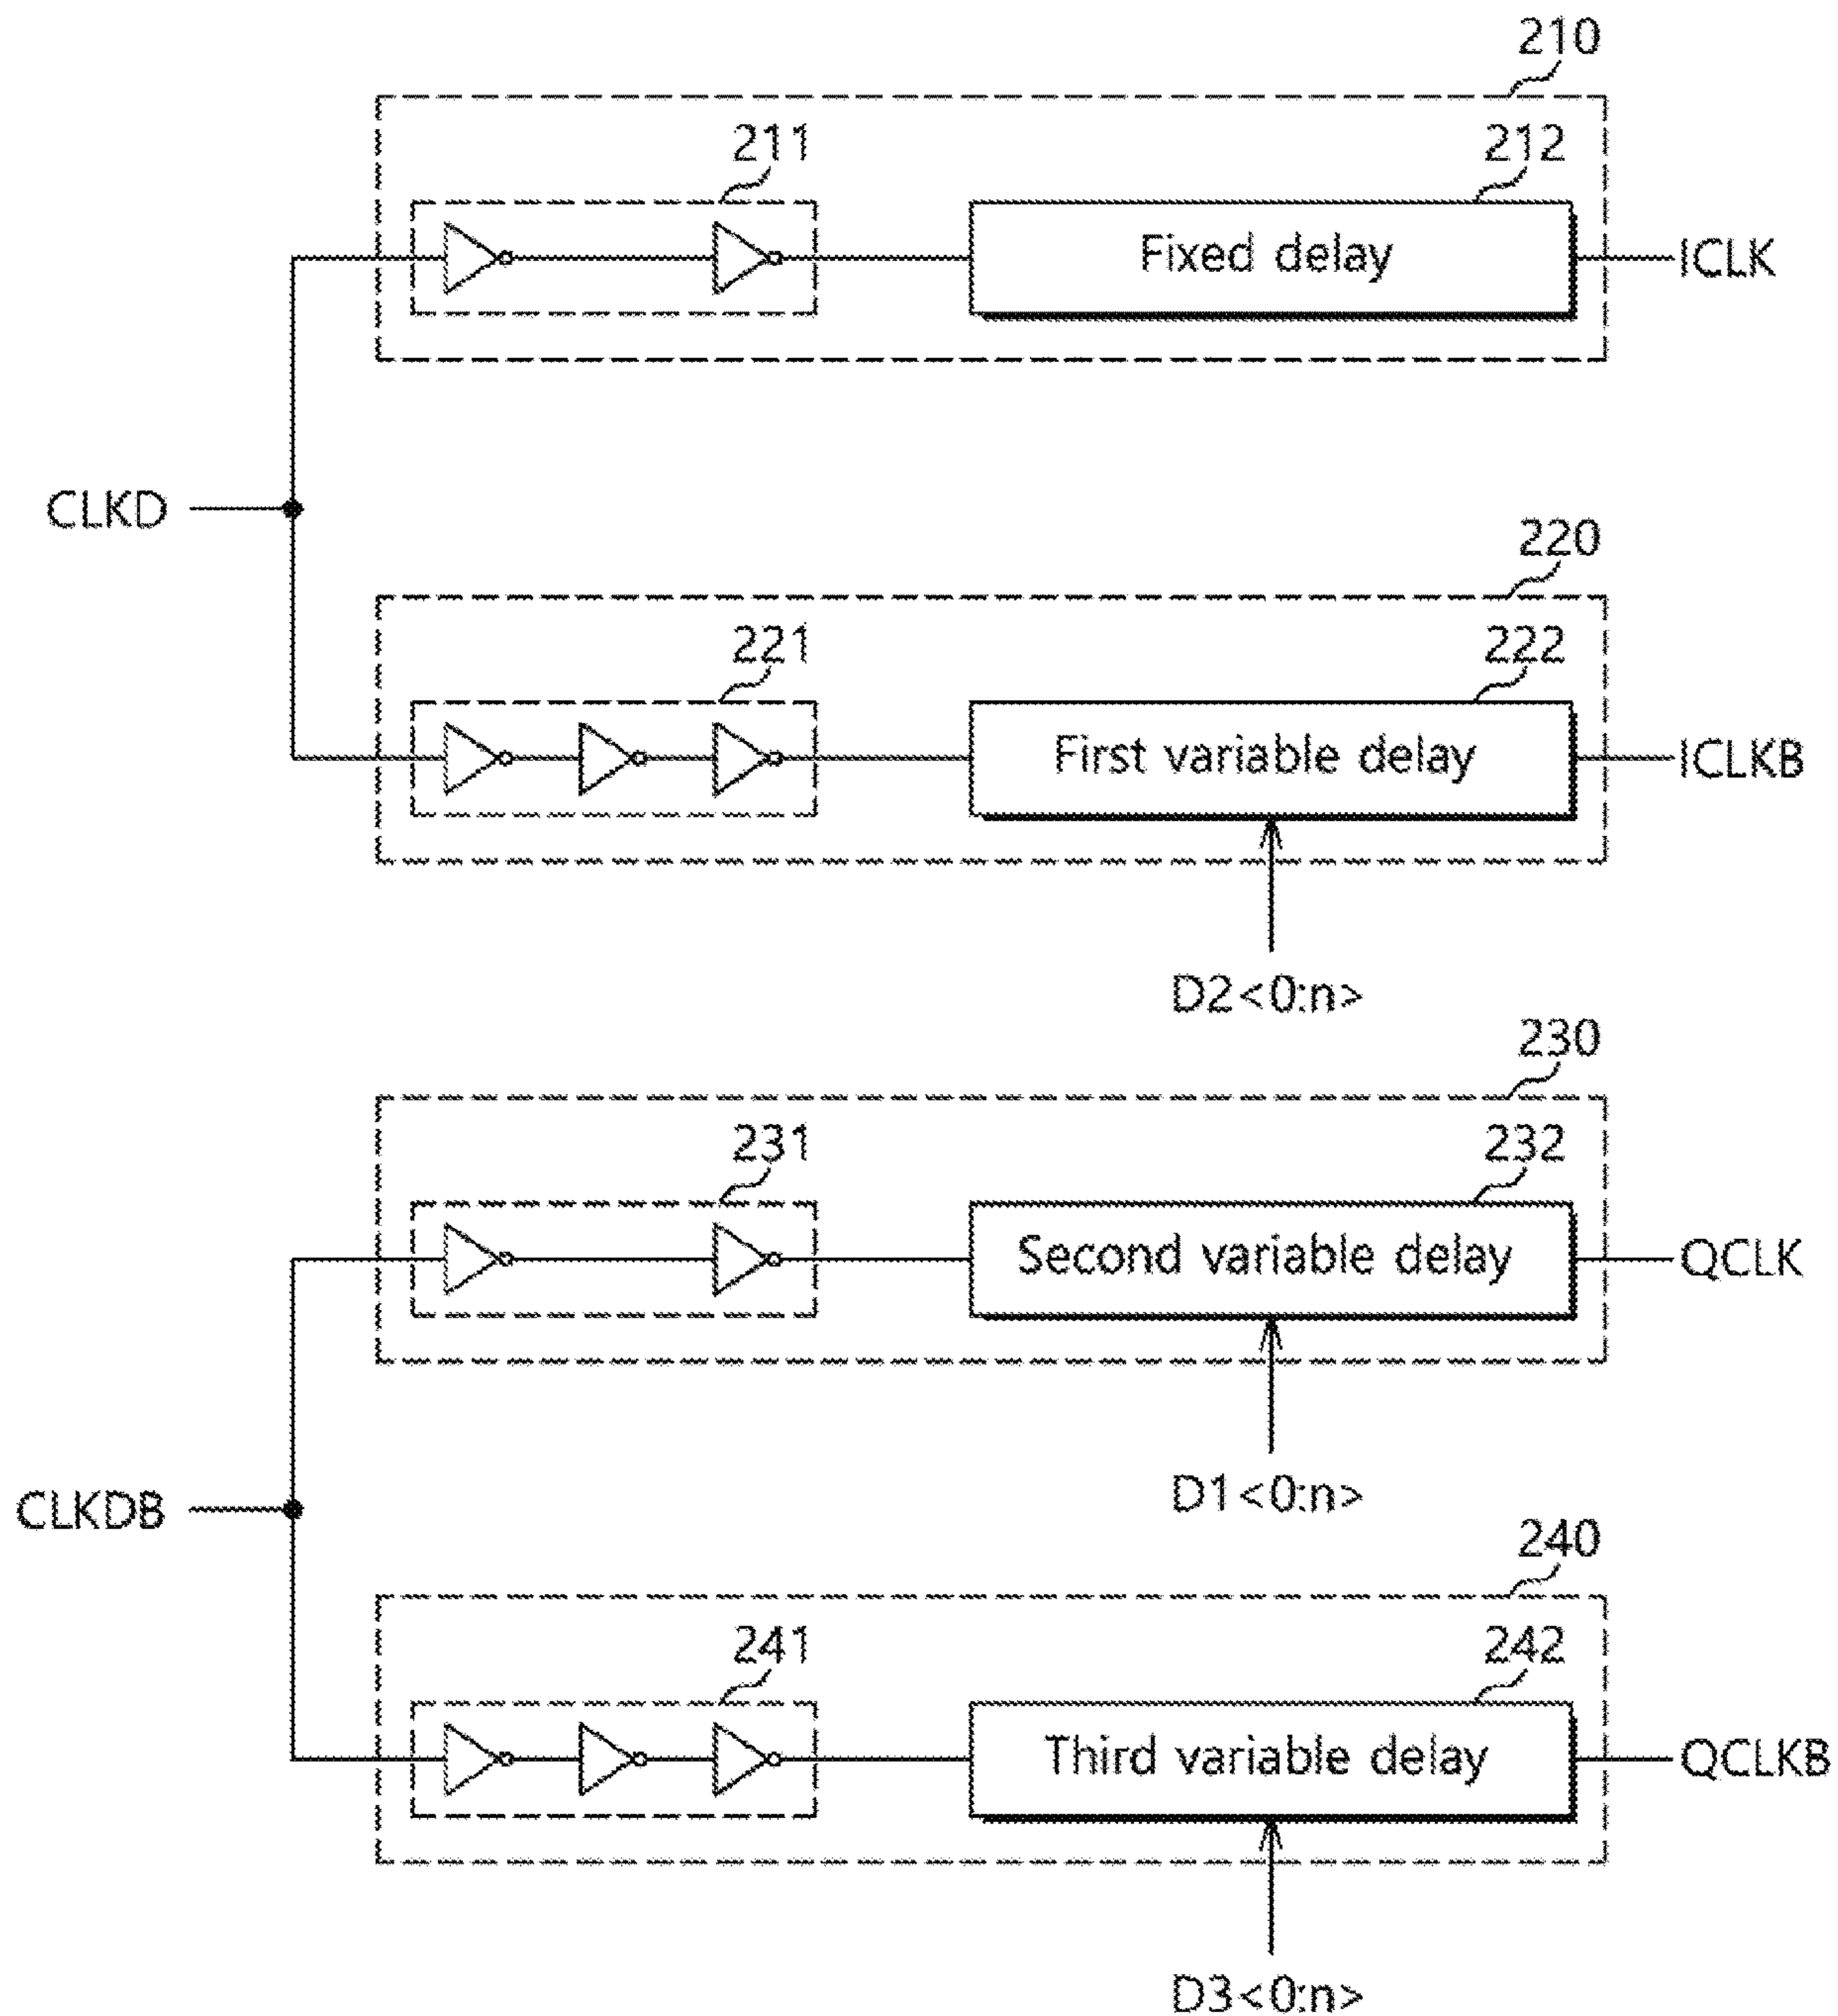 210
211
212
Fixed delay
ICLK
CLKD
220
221
222
First variable delay
ICLKB
D2<0:n>
230
231
232
Second variable delay
QCLK
D1<0:n>
CLKDB
240
241
242
Third variable delay
QCLKB
D3<0:n>